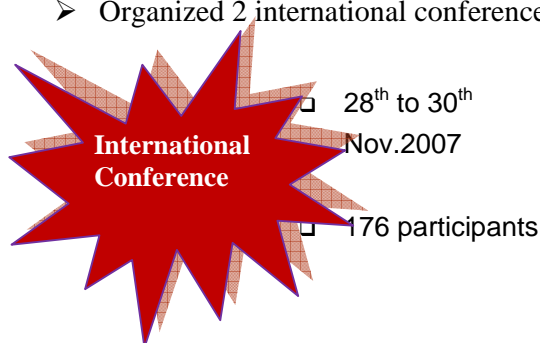 ➢ Organized 2 international conference
❑ 28th to 30th
Nov.2007
International
Conference
❑ 176 participants